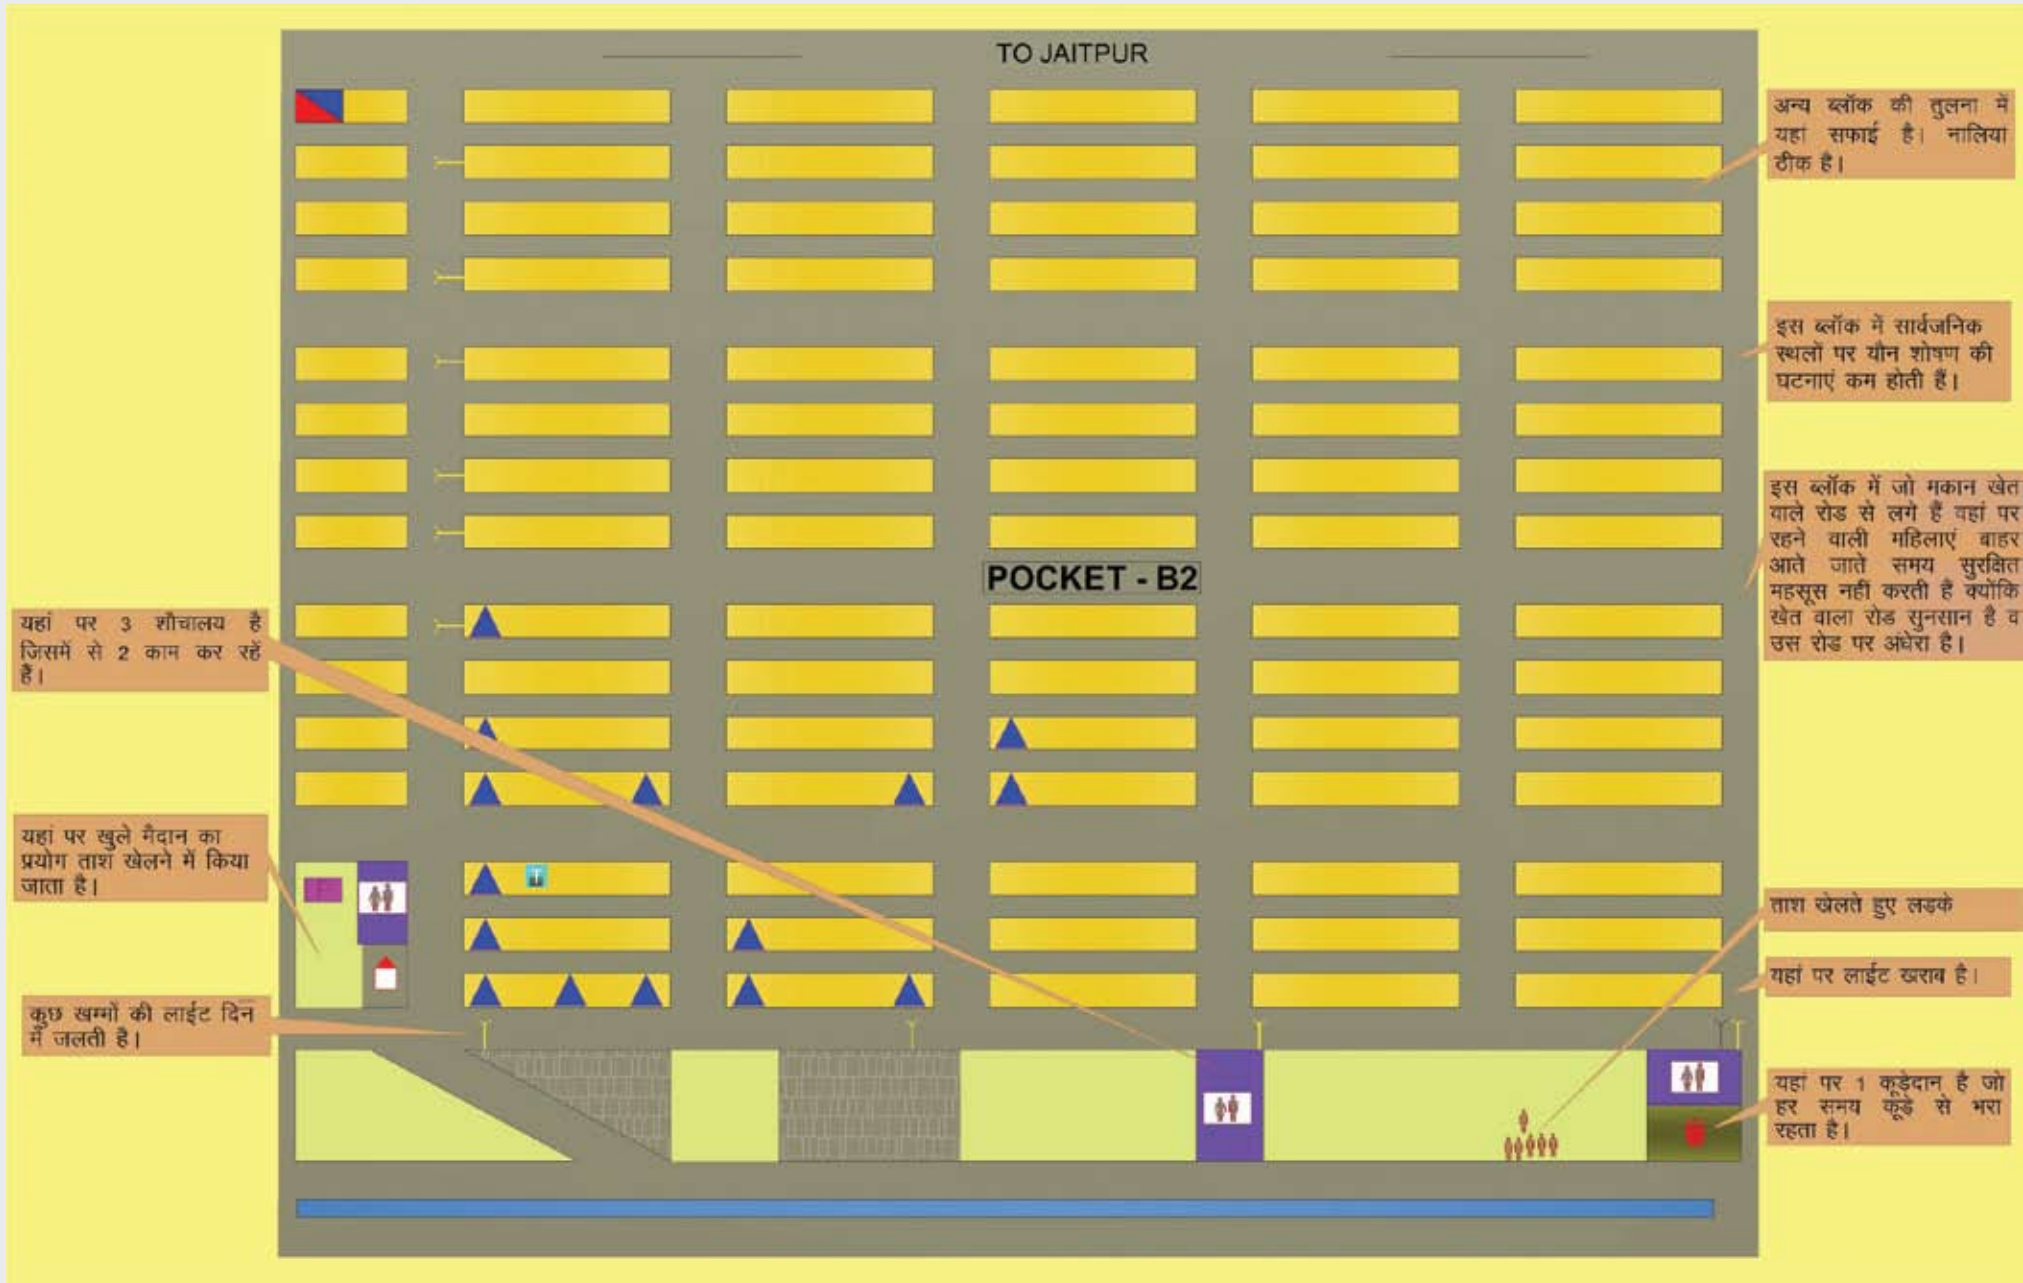 TO JAITPUR
अन्य ब्लॉक की तुलना में
यहां सफाई है। नालियां
ठीक है।
इस ब्लॉक में सार्वजनिक
स्थलों पर यौन शोषण की
घटनाएं कम होती हैं।
इस ब्लॉक में जो मकान खेत
वाले रोड से लगे हैं वहां पर
रहने वाली महिलाएं बाहर
आते जाते समय सुरक्षित
महसूस नहीं करती हैं क्योंकि
खेत वाला रोड सुनसान है व
उस रोड पर अंधेरा है।
POCKET - B2
यहां पर 3 शौचालय है
जिसमें से 2 काम कर रहें
हैं।
यहां पर खुले मैदान का
प्रयोग ताश खेलने में किया
जाता है।
ताश खेलते हुए लडके
यहां पर लाईट खराब है।
कुछ खम्भों की लाईट दिन
में जलती है।
यहां पर 1 कूड़ेदान है जो
हर समय कूड़े से भरा
रहता है।